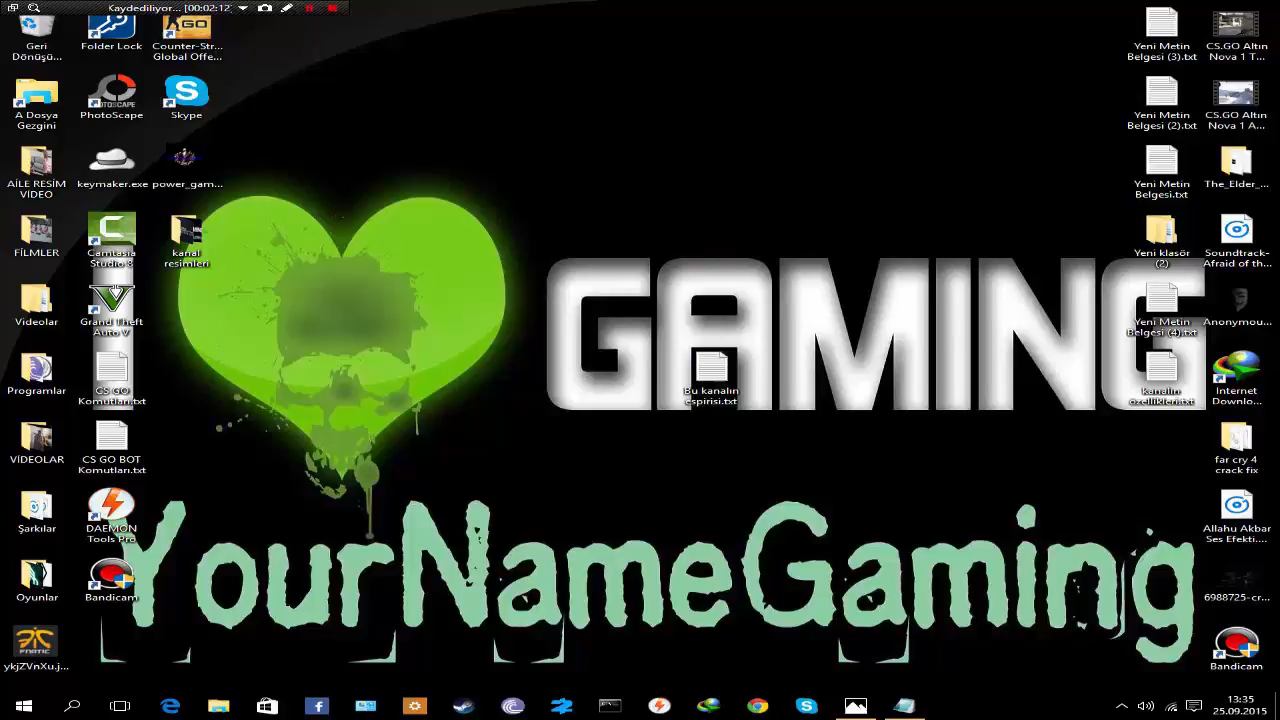 Kaydediliyor... [00:02:12]
Geri
Dönüşü...
Folder Lock
GO
Counter-Str...
Global Offe...
A Dosya
Gezgini
PHOTOSCAPE
PhotoScape
S
Skype
AİLE RESİM
VIDEO
keymaker.exe
power_gam...
FİLMLER
Camtasia
Studio 8
kanal
resimleri
Videolar
Grand Theft
Auto V
Programlar
CS GO
Komutları.txt
VİDEOLAR
CS GO BOT
Komutları.txt
Şarkılar
DAEMON
Tools Pro
Oyunlar
Bandicam
FNATIC
ykjZVnXu.j...
GAMING
YourNameGaming
Bu kanalın
espirisi.txt
Yeni Metin
Belgesi (3).txt
CS.GO Altın
Nova 1 T...
Yeni Metin
Belgesi (2).txt
CS.GO Altın
Nova 1 A...
Yeni Metin
Belgesi.txt
The_Elder_...
Yeni klasör
(2)
Soundtrack-
Afraid of th...
Yeni Metin
Belgesi (4).txt
Anonymou...
kanalın
özellikleri.txt
Internet
Downlo...
far cry 4
crack fix
Allahu Akbar
Ses Efekti....
6988725-cr...
Bandicam
13:35
25.09.2015